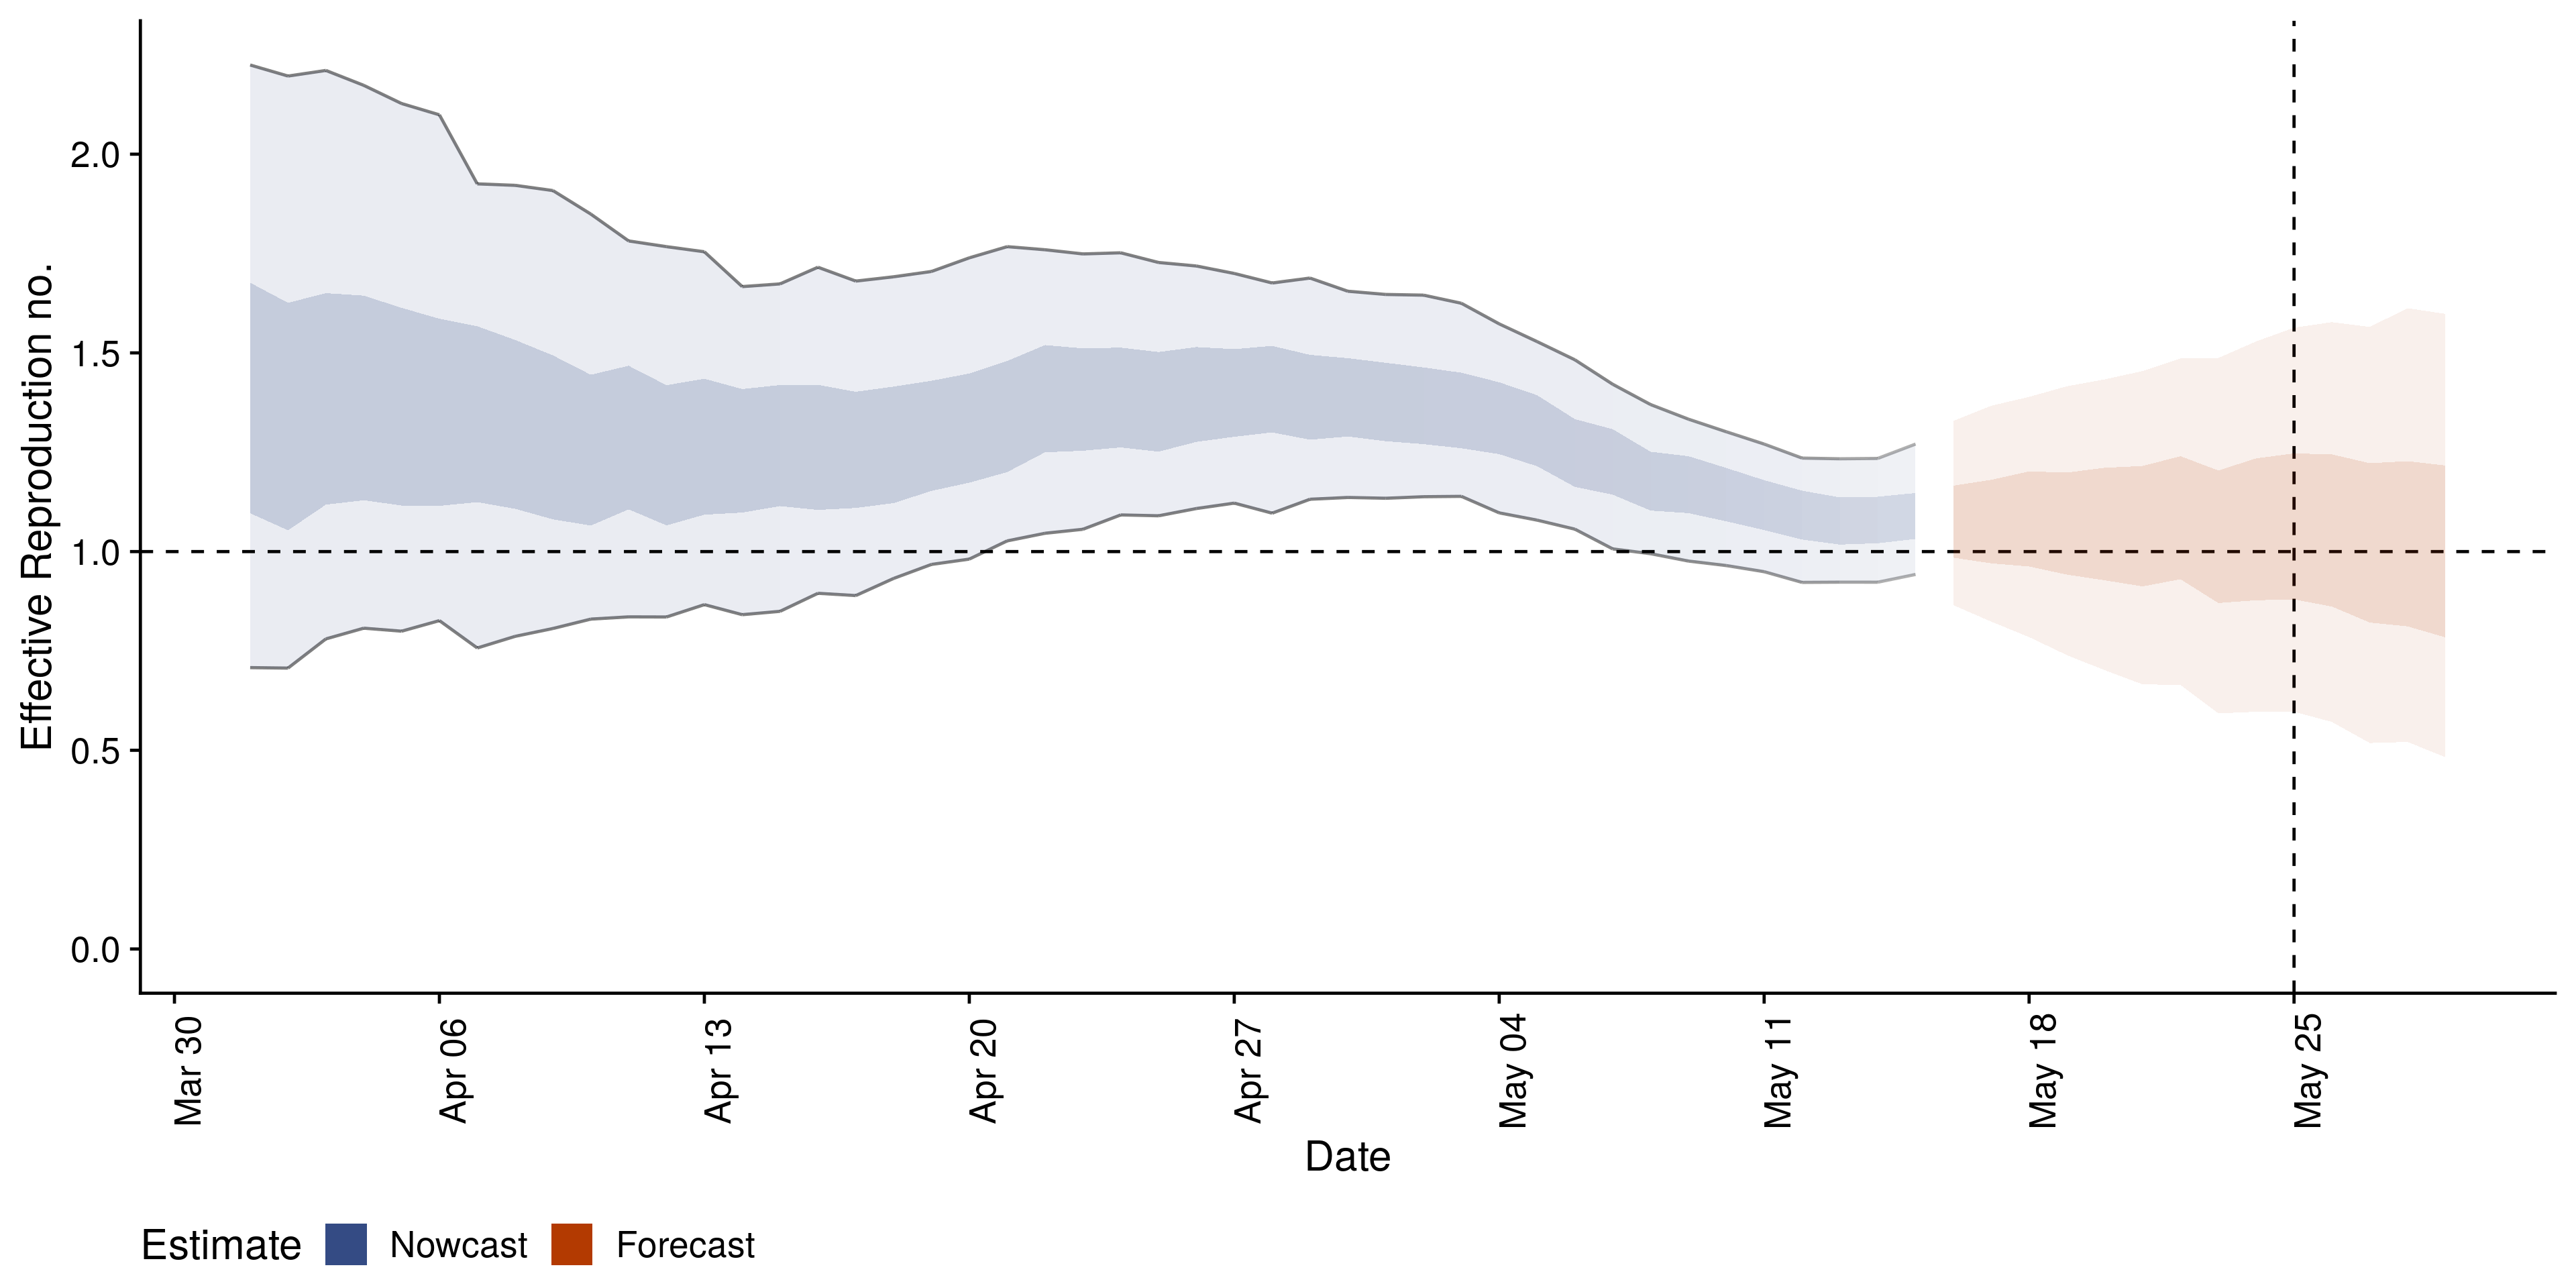 Effective Reproduction no.
2.0
1.5
1.0
0.5
0.0
Mar 30
Apr 06
Apr 13
Apr 20
Apr 27
May 04
May 11
May 18
May 25
Date
Estimate Nowcast Forecast